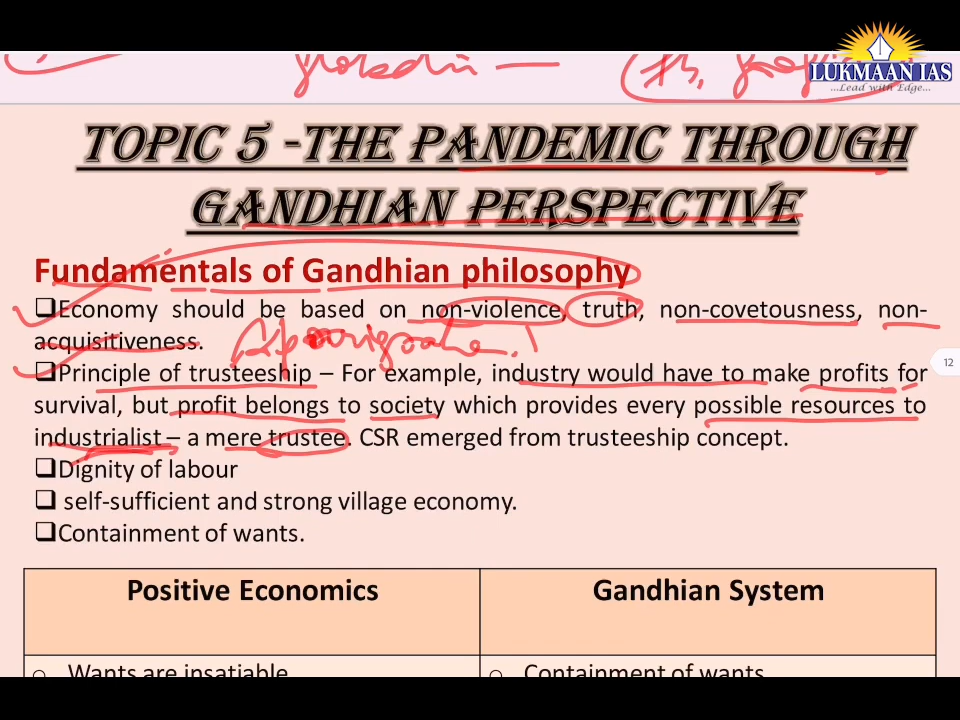 LUKMAAN IAS
...Lead with Edge...
TOPIC 5 -THE PANDEMIC THROUGH
GANDHIAN PERSPECTIVE
Fundamentals of Gandhian philosophy
❑Economy should be based on non-violence, truth, non-covetousness, non-
acquisitiveness.
❑Principle of trusteeship – For example, industry would have to make profits for
survival, but profit belongs to society which provides every possible resources to
industrialist – a mere trustee. CSR emerged from trusteeship concept.
❑Dignity of labour
❑ self-sufficient and strong village economy.
❑Containment of wants.
12
Positive Economics
Gandhian System
o Wants are insatiable
o Containment of wants